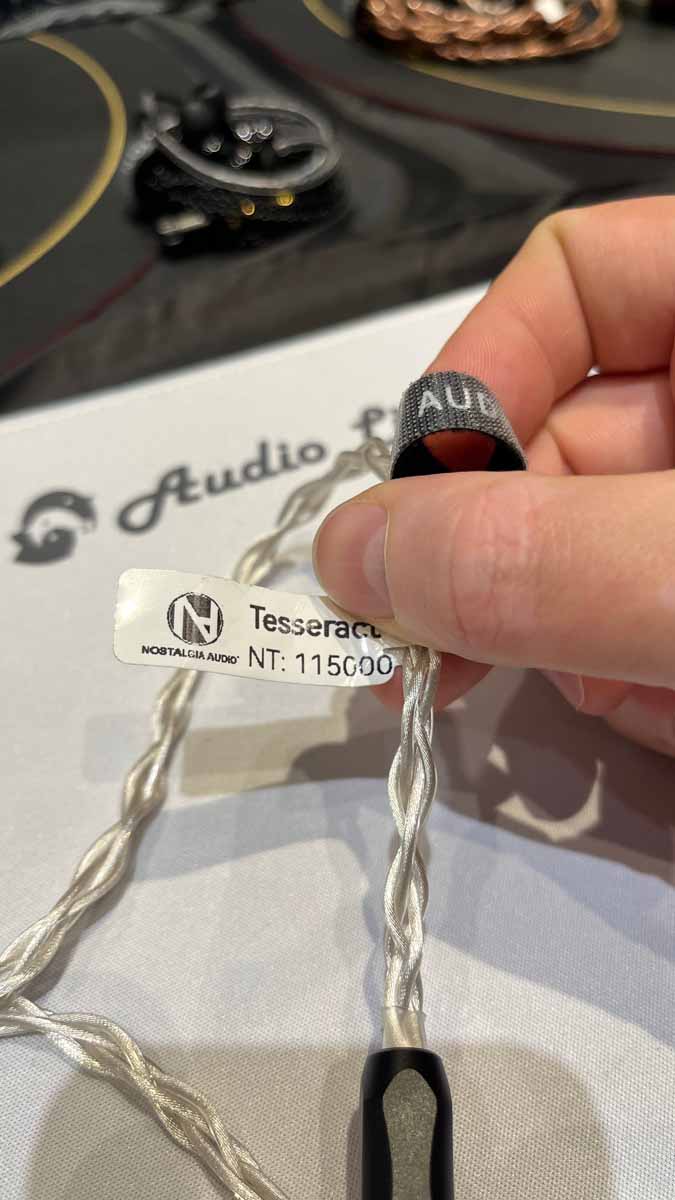 AUD
Audio
Tesseract
NOSTALGIA AUDIO
NT: 115000